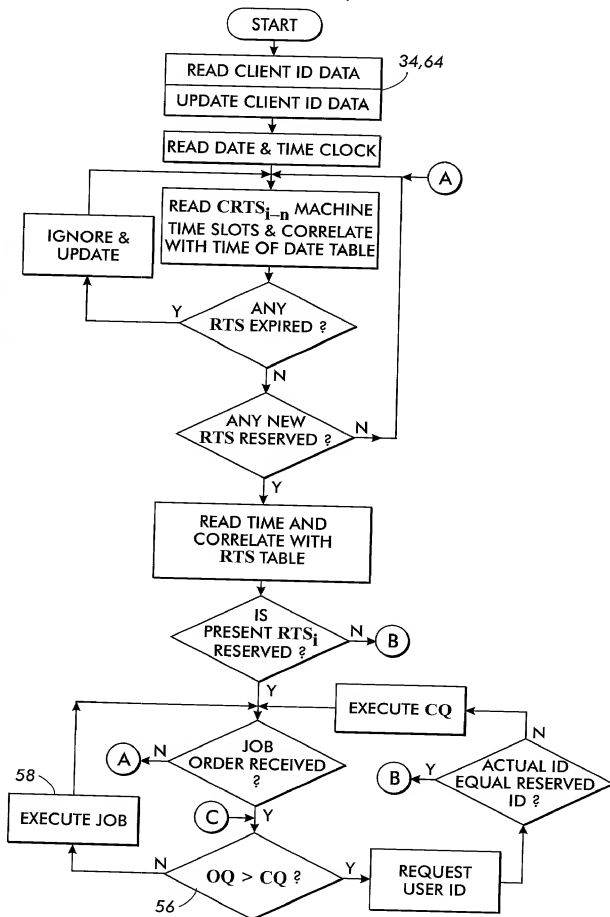 START
READ CLIENT ID DATA
34,64
UPDATE CLIENT ID DATA
READ DATE & TIME CLOCK
A
READ CRTSi–n MACHINE
TIME SLOTS & CORRELATE
WITH TIME OF DATE TABLE
IGNORE &
UPDATE
Y
ANY
RTS EXPIRED ?
N
ANY NEW
RTS RESERVED ?
N
Y
READ TIME AND
CORRELATE WITH
RTS TABLE
IS
PRESENT RTSi
RESERVED ?
N
B
Y
EXECUTE CQ
N
A
N
JOB
ORDER RECEIVED
?
B
Y
ACTUAL ID
EQUAL RESERVED
ID ?
58
EXECUTE JOB
C
Y
N
OQ > CQ ?
Y
REQUEST
USER ID
56